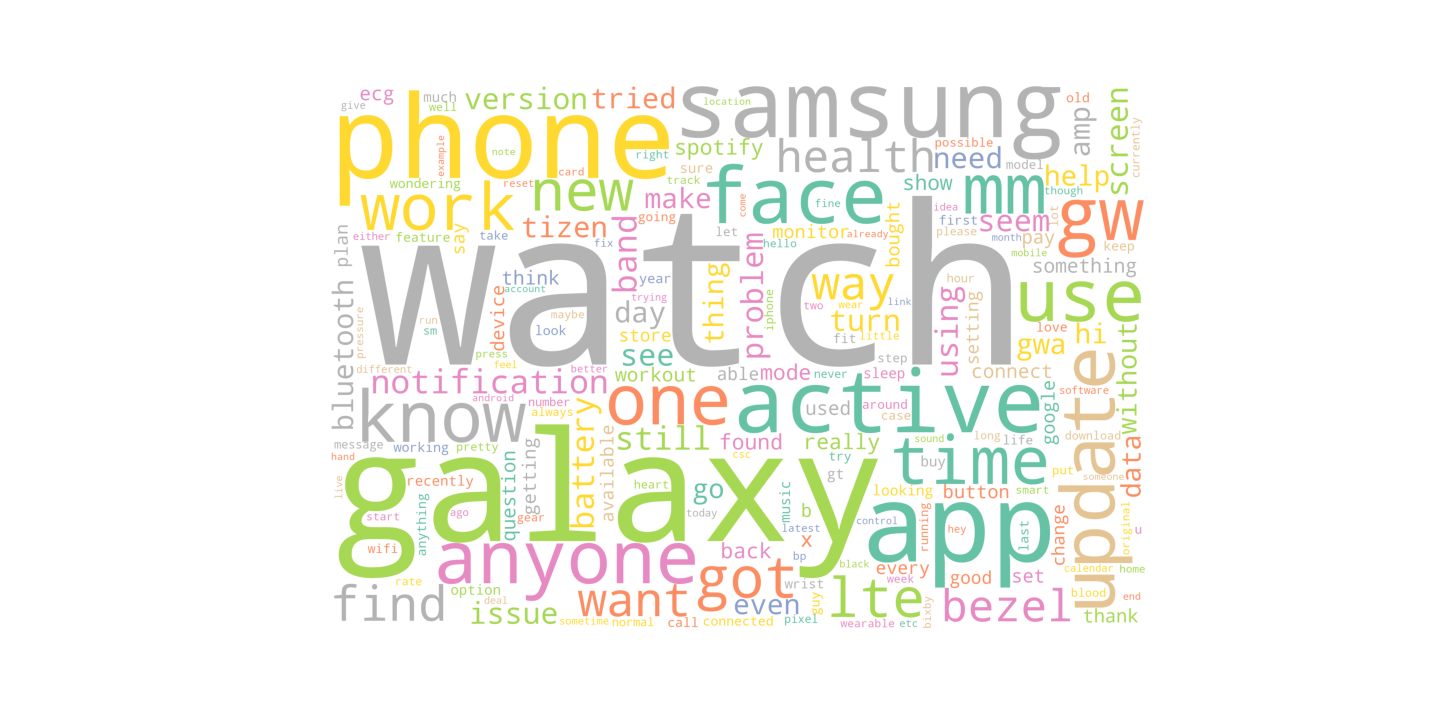 ecg
much
give
well
version
tried
samsung
location
old
amp
screen
currently
phone
example
note
right
spotify
health
possible
need
model
help
wondering
reset
card
track
sure
face
show
mm
though
work
new
make
come
fine
bought
idea
first
seem
lot
gw
please
pay
keep
tizen
going
let
monitor
already
month
mobile
say
take
either
feature
fix
band
hello
something
plan
bluetooth
watch
think
account
year
thing
problem
iphone
way
link
hour
use
device
look
trying
two
wear
turn
little
using
setting
love
hi
run
sm
maybe
day
store
fit
gwa
without
pressure
press
see
step
connect
different
feel
workout
able
mode
never
sleep
software
notification
better
android
number
one
active
used
around
case
google
update
know
always
battery
available
still
found
really
sound
long
life
download
message
working
pretty
getting
csc
try
time
buy
put
someone
hand
galaxy
recently
question
heart
go
gt
looking
button
smart
data
live
anything
start
ago
gear
today
music
b
latest
control
app
running
hey
last
change
original
u
wifi
anyone
back
x
bp
black
every
good
set
calendar
home
rate
option
got
wrist
week
blood
end
find
deal
issue
want
even
guy
lte
bezel
thank
sometime
normal
call
connected
pixel
wearable
etc
bixby